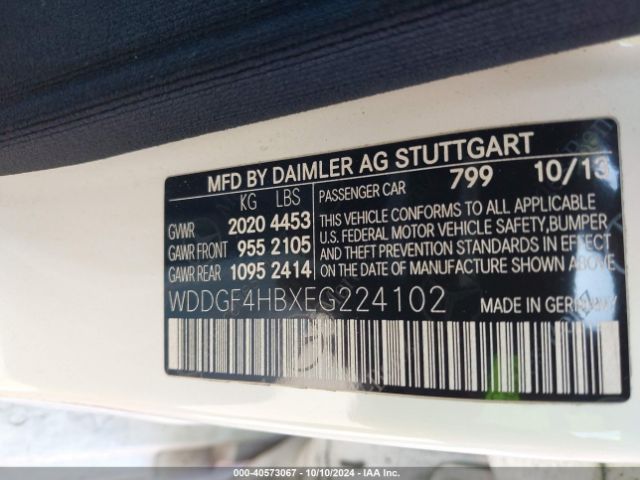 MFD BY DAIMLER AG STUTTGART
KG LBS PASSENGER CAR 799 10/13
GVWR 2020 4453
GAWR FRONT 955 2105
GAWR REAR 1095 2414
THIS VEHICLE CONFORMS TO ALL APPLICABLE
U.S. FEDERAL MOTOR VEHICLE SAFETY, BUMPER
AND THEFT PREVENTION STANDARDS IN EFFECT
ON THE DATE OF MANUFACTURE SHOWN ABOVE.
WDDGF4HBXEG224102 MADE IN GERMANY
000-40573067 - 10/10/2024 - IAA Inc.